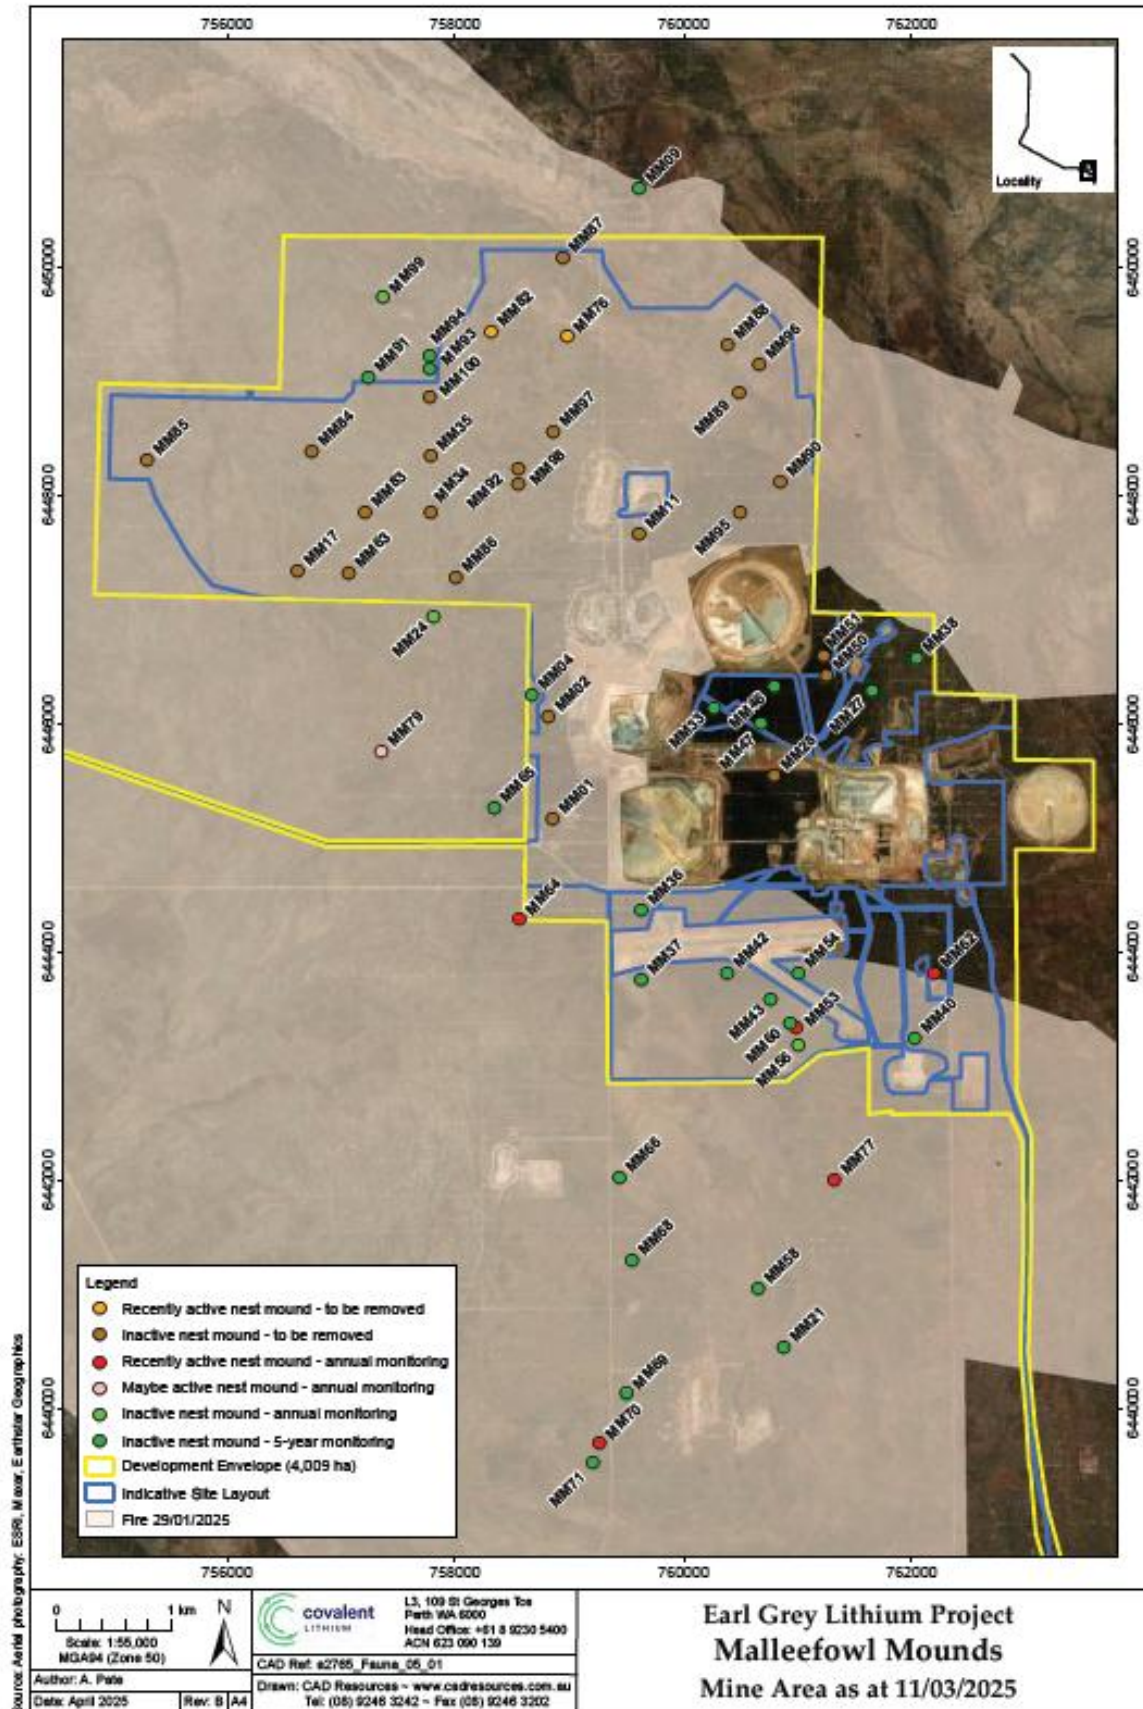 756000 758000 760000 762000
Locality
6450000 6450000
6448000 6448000
6446000 6446000
6444000 6444000
6442000 6442000
6440000 6440000
MM09
MM87
MM99
MM82
MM76
MM94
MM93
MM91
MM100
MM88
MM96
MM89
MM97
MM84
MM35
MM85
MM98
MM92
MM90
MM83
MM34
MM11
MM95
MM17
MM63
MM86
MM24
MM51
MM50
MM38
MM04
MM02
MM33
MM48
MM27
MM47
MM26
MM79
MM65
MM01
MM36
MM64
MM37
MM42
MM54
MM62
MM43
MM53
MM60
MM40
MM56
MM66
MM77
MM68
MM58
MM21
MM69
MM70
MM71
Legend
Recently active nest mound - to be removed
Inactive nest mound - to be removed
Recently active nest mound - annual monitoring
Maybe active nest mound - annual monitoring
Inactive nest mound - annual monitoring
Inactive nest mound - 5-year monitoring
Development Envelope (4,009 ha)
Indicative Site Layout
Fire 29/01/2025
Source: Aerial photography: ESRI, Maxar, Earthstar Geographics
756000 758000 760000 762000
0 1 km N
Scale: 1:55,000
MGA94 (Zone 50)
Author: A. Pate
Date: April 2025 Rev: B A4
covalent
LITHIUM
L3, 109 St Georges Tce
Perth WA 6000
Head Office: +61 8 9230 5400
ACN 623 090 139
CAD Ref: a2765_Fauna_05_01
Drawn: CAD Resources ~ www.cadresources.com.au
Tel: (08) 9246 3242 ~ Fax (08) 9246 3202
Earl Grey Lithium Project
Malleefowl Mounds
Mine Area as at 11/03/2025